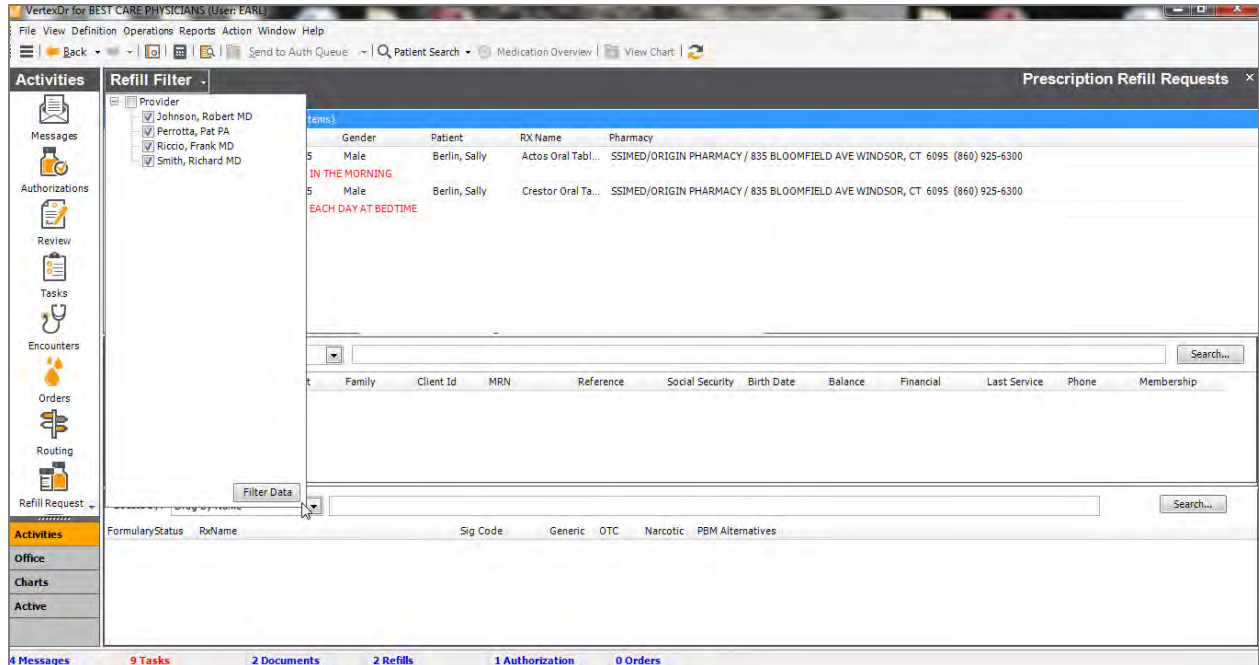 VertexDr for BEST CARE PHYSICIANS (User: EARL)
File View Definition Operations Reports Action Window Help
Back Send to Auth Queue Patient Search Medication Overview View Chart
Activities Refill Filter Prescription Refill Requests
Provider
Johnson, Robert MD
Perrotta, Pat PA
Riccio, Frank MD
Smith, Richard MD
Gender Patient RX Name Pharmacy
5 Male Berlin, Sally Actos Oral Tabl... SSIMED/ORIGIN PHARMACY / 835 BLOOMFIELD AVE WINDSOR, CT 6095 (860) 925-6300
IN THE MORNING
5 Male Berlin, Sally Crestor Oral Ta... SSIMED/ORIGIN PHARMACY / 835 BLOOMFIELD AVE WINDSOR, CT 6095 (860) 925-6300
EACH DAY AT BEDTIME
Messages
Authorizations
Review
Tasks
Encounters
Orders
Routing
Refill Request
Search...
t Family Client Id MRN Reference Social Security Birth Date Balance Financial Last Service Phone Membership
Filter Data
Search...
FormularyStatus RxName Sig Code Generic OTC Narcotic PBM Alternatives
Activities
Office
Charts
Active
4 Messages 9 Tasks 2 Documents 2 Refills 1 Authorization 0 Orders